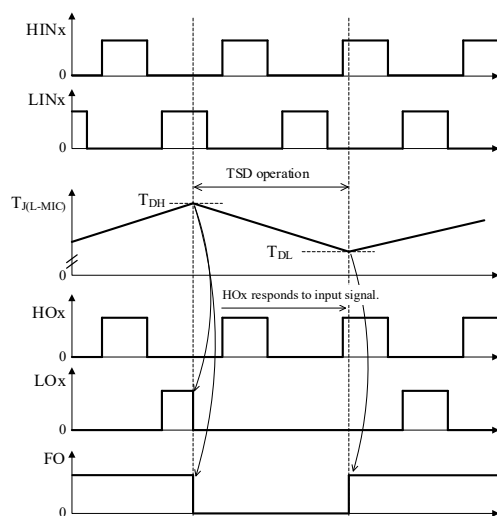 HINx
0
LINx
0
TSD operation
TJ(L-MIC)
TDH
TDL
0
HOx responds to input signal.
HOx
0
LOx
0
FO
0